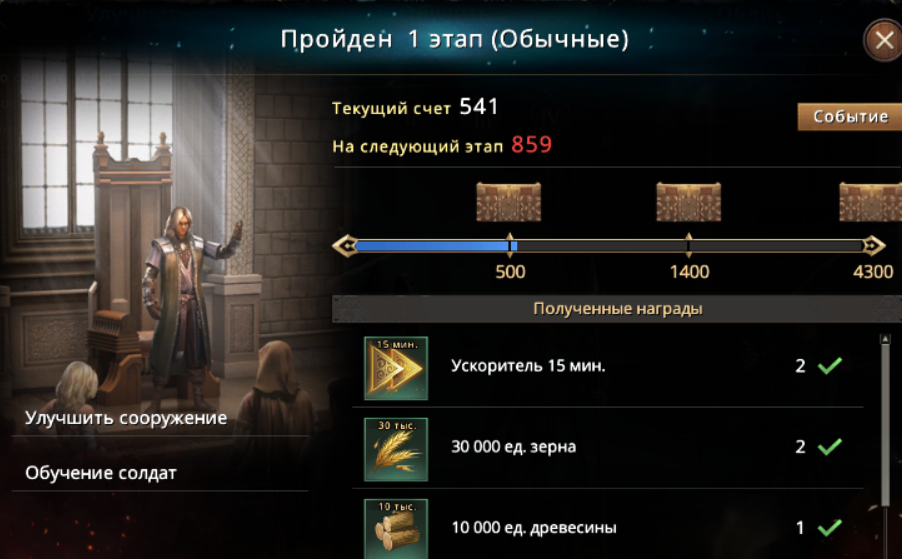 Пройден 1 этап (Обычные)
Текущий счет 541
Событие
На следующий этап 859
500
1400
4300
Полученные награды
15 мин.
Ускоритель 15 мин.
2
30 тыс.
30 000 ед. зерна
2
10 тыс.
10 000 ед. древесины
1
Улучшить сооружение
Обучение солдат